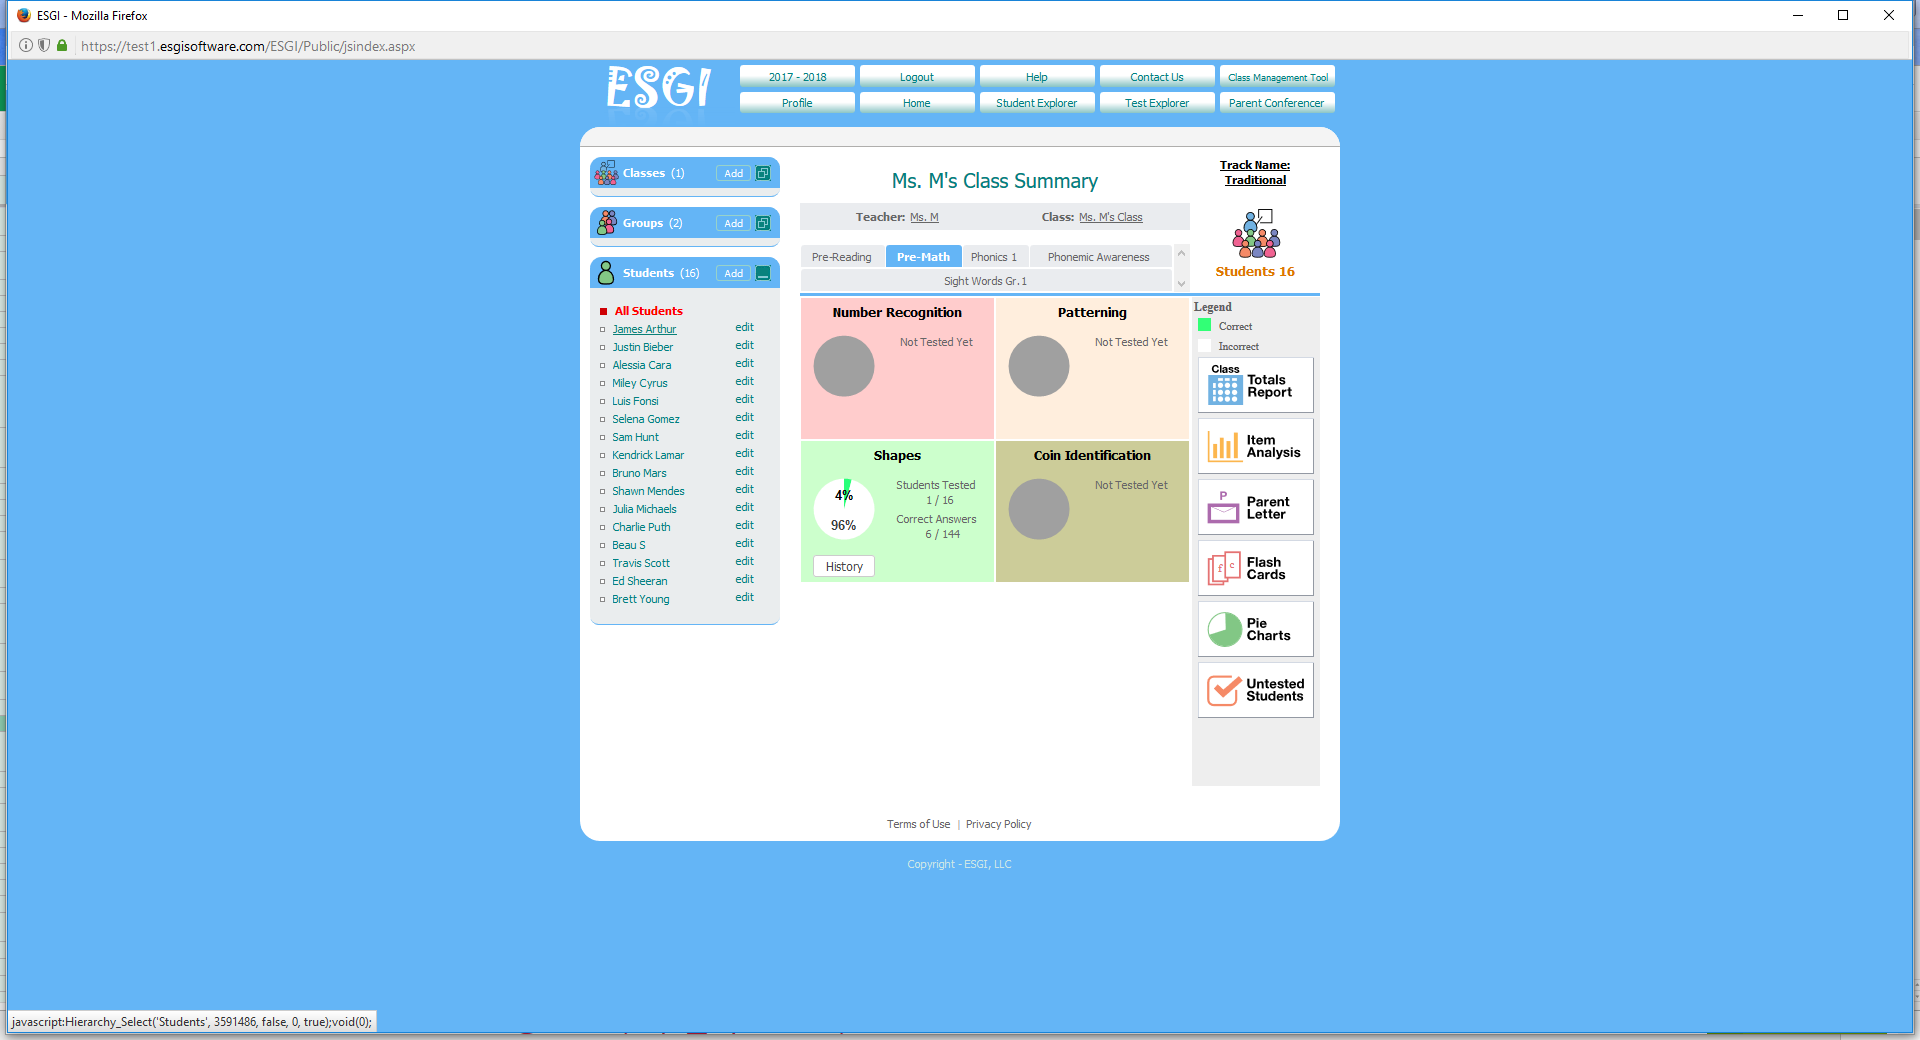 ESGI - Mozilla Firefox
https://test1.esgisoftware.com/ESGI/Public/jsindex.aspx
ESGI
2017 - 2018
Logout
Help
Contact Us
Class Management Tool
Profile
Home
Student Explorer
Test Explorer
Parent Conferencer
Classes (1) Add
Groups (2) Add
Students (16) Add
All Students
James Arthur edit
Justin Bieber edit
Alessia Cara edit
Miley Cyrus edit
Luis Fonsi edit
Selena Gomez edit
Sam Hunt edit
Kendrick Lamar edit
Bruno Mars edit
Shawn Mendes edit
Julia Michaels edit
Charlie Puth edit
Beau S edit
Travis Scott edit
Ed Sheeran edit
Brett Young edit
Ms. M's Class Summary
Teacher: Ms. M Class: Ms. M's Class
Pre-Reading Pre-Math Phonics 1 Phonemic Awareness
Sight Words Gr.1
Track Name:
Traditional
Students 16
Number Recognition
Not Tested Yet
Patterning
Not Tested Yet
Shapes
4%
96%
Students Tested
1 / 16
Correct Answers
6 / 144
History
Coin Identification
Not Tested Yet
Legend
Correct
Incorrect
Class
Totals
Report
Item
Analysis
P
Parent
Letter
f c
Flash
Cards
Pie
Charts
Untested
Students
Terms of Use | Privacy Policy
Copyright - ESGI, LLC
javascript:Hierarchy_Select('Students', 3591486, false, 0, true);void(0);